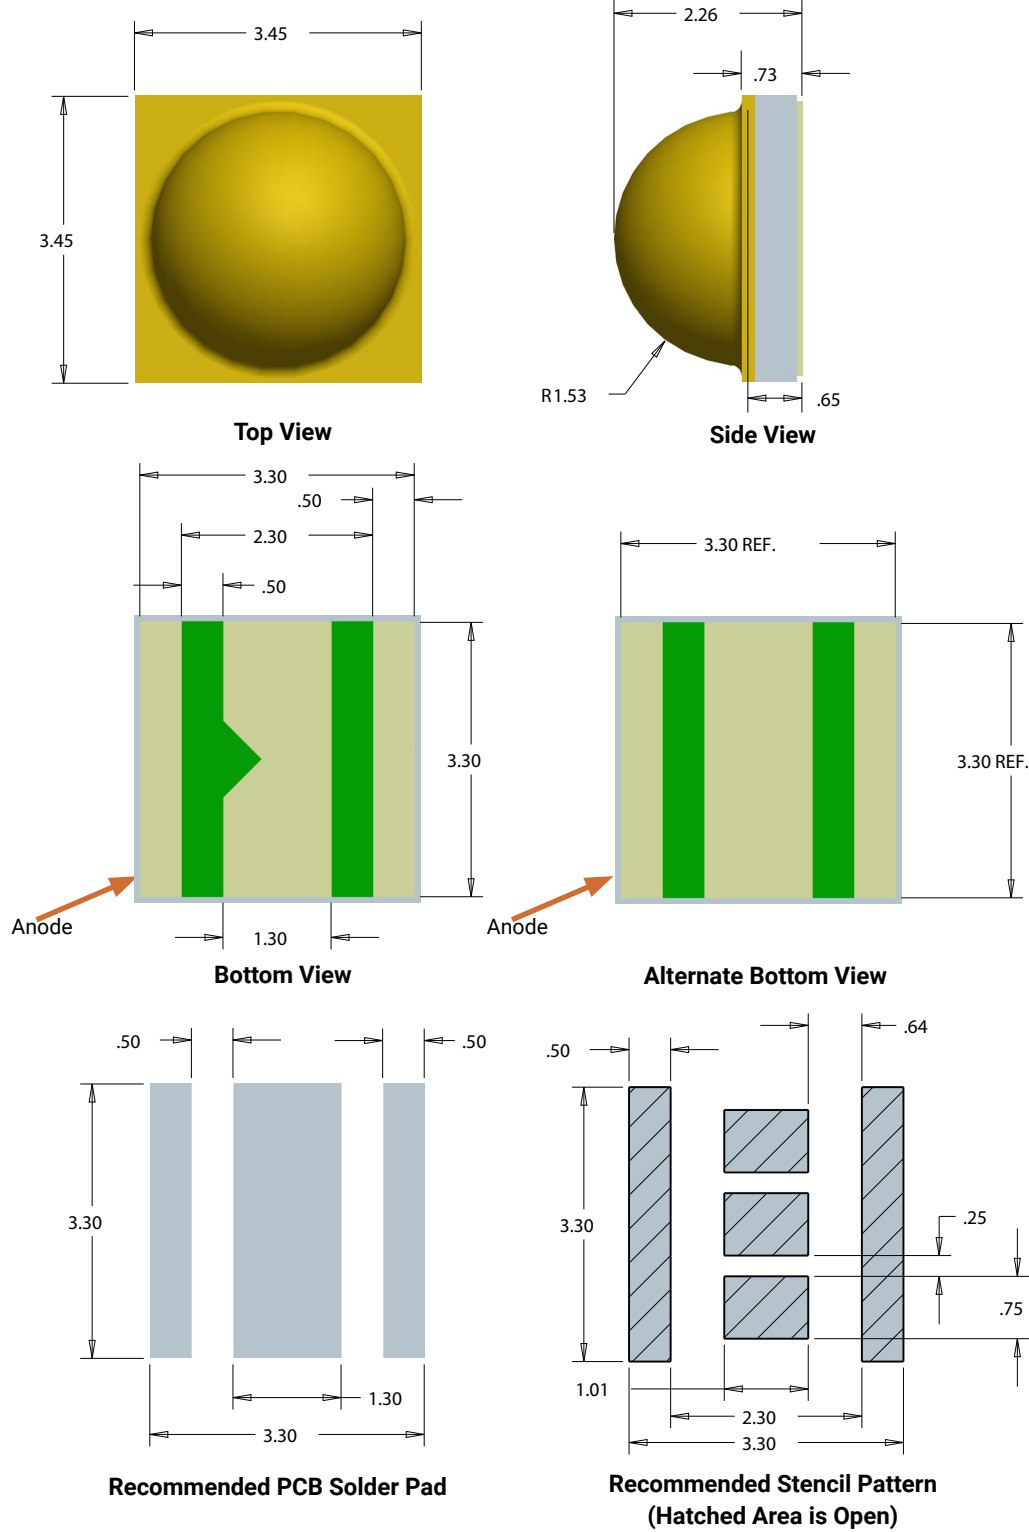 3.45
2.26
.73
3.45
R1.53
.65
Top View
Side View
3.30
.50
2.30
.50
3.30
Anode
1.30
Bottom View
3.30 REF.
3.30 REF.
Anode
Alternate Bottom View
.50
.50
3.30
1.30
3.30
Recommended PCB Solder Pad
.64
.50
3.30
.25
.75
1.01
2.30
3.30
Recommended Stencil Pattern
(Hatched Area is Open)